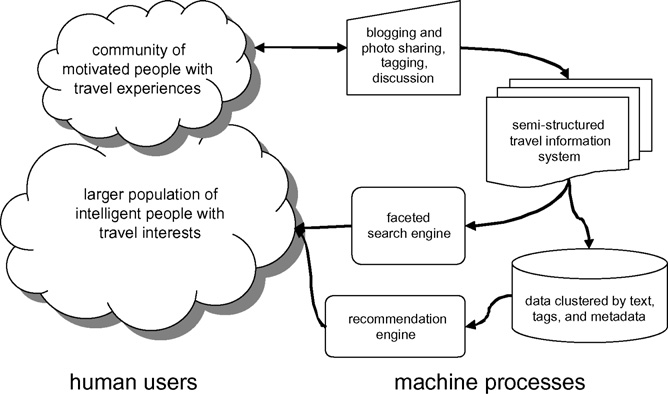 community of
motivated people with
travel experiences
blogging and
photo sharing,
tagging,
discussion
semi-structured
travel information
system
larger population of
intelligent people with
travel interests
faceted
search engine
data clustered by text,
tags, and metadata
recommendation
engine
human users
machine processes